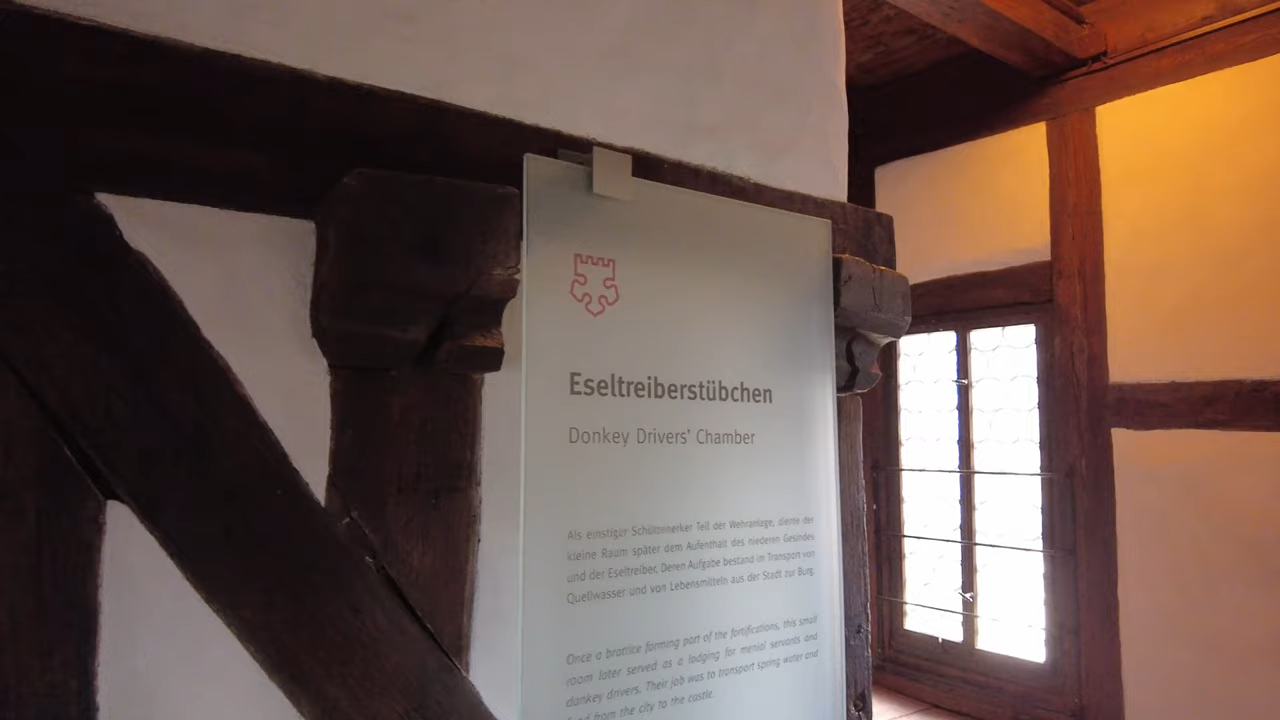 Eseltreiberstübchen
Donkey Drivers' Chamber
Als einstiger Schützenerker Teil der Wehranlage, diente der
kleine Raum später dem Aufenthalt des niederen Gesindes
und der Eseltreiber. Deren Aufgabe bestand im Transport von
Quellwasser und von Lebensmitteln aus der Stadt zur Burg.
Once a brattice forming part of the fortifications, this small
room later served as a lodging for menial servants and
donkey drivers. Their job was to transport spring water and
food from the city to the castle.